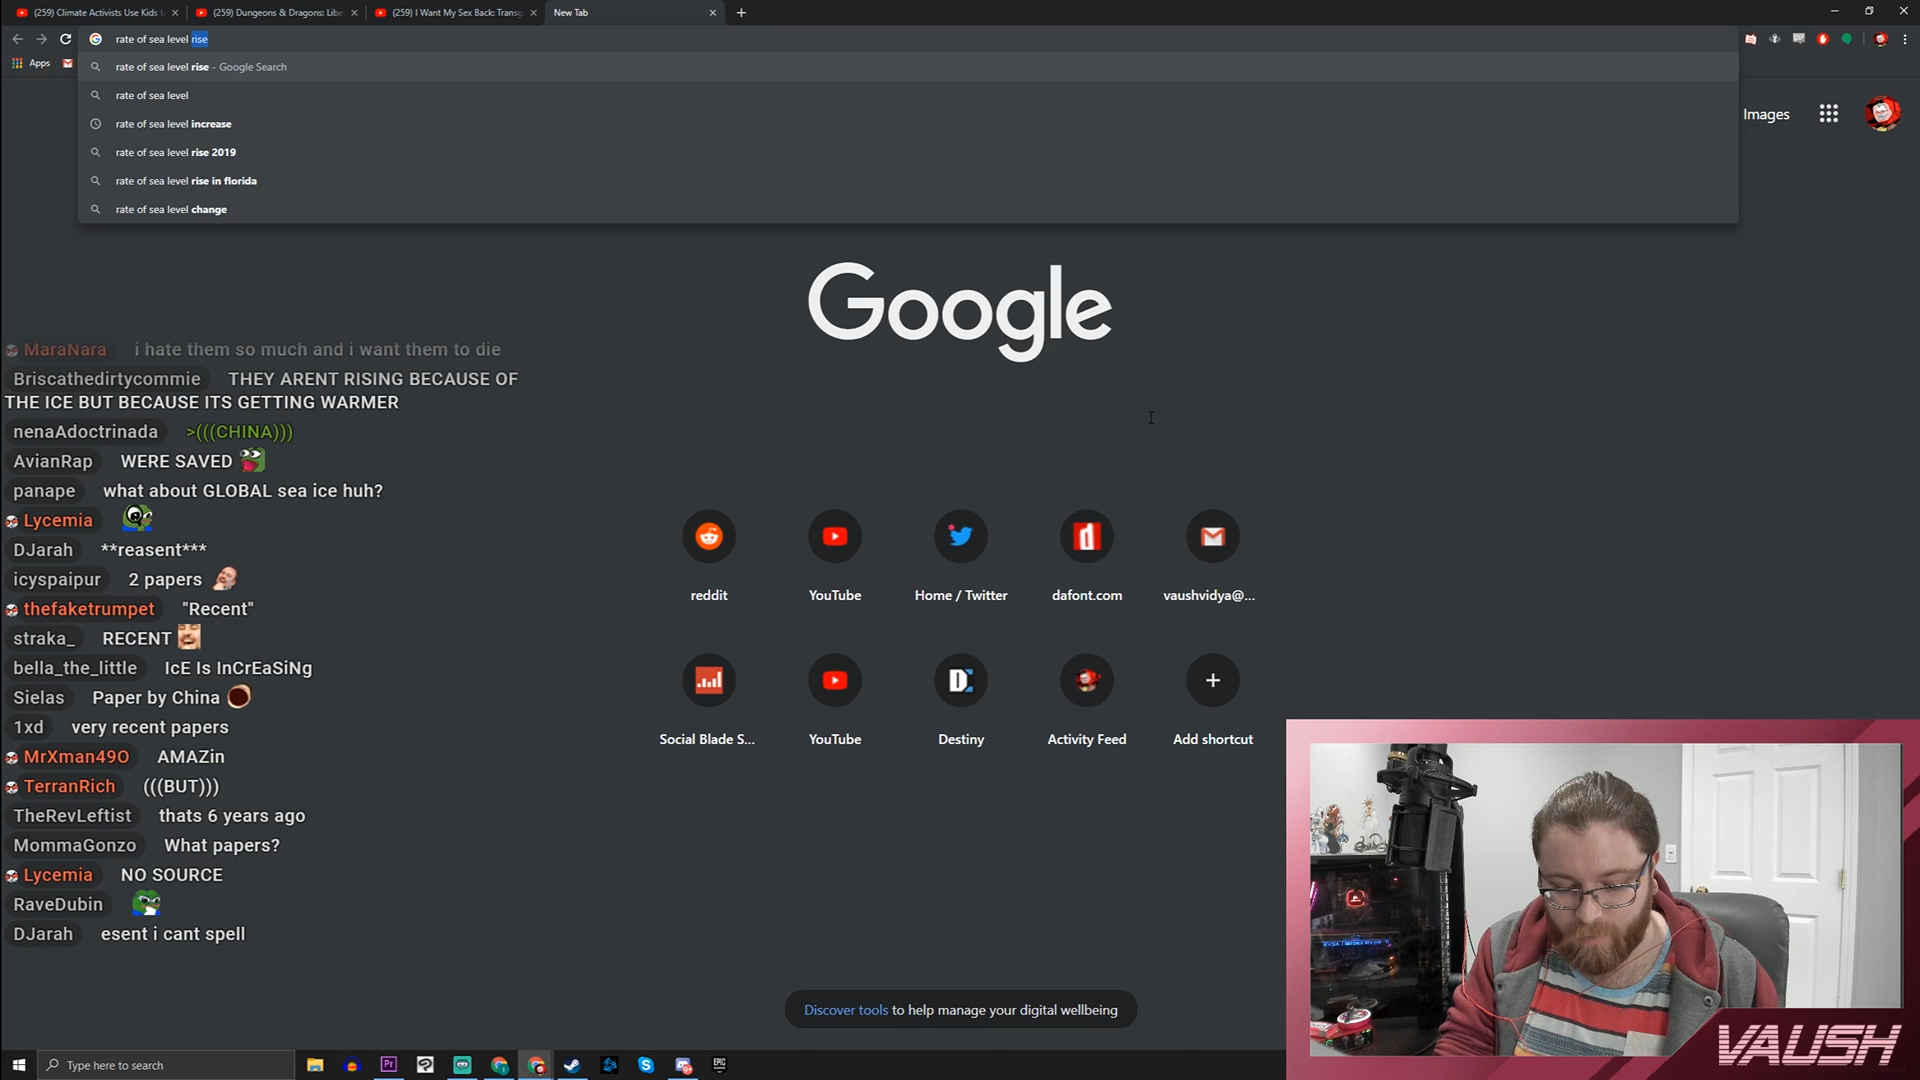 (259) Climate Activists Use Kids t
(259) Dungeons & Dragons: Libe
(259) I Want My Sex Back: Transg
New Tab
rate of sea level rise
Apps
rate of sea level rise - Google Search
rate of sea level
rate of sea level increase
rate of sea level rise 2019
rate of sea level rise in florida
rate of sea level change
Images
Google
MaraNara i hate them so much and i want them to die
Briscathedirtycommie THEY ARENT RISING BECAUSE OF
THE ICE BUT BECAUSE ITS GETTING WARMER
nenaAdoctrinada >(((CHINA)))
AvianRap WERE SAVED
panape what about GLOBAL sea ice huh?
Lycemia
DJarah **reasent***
icyspaipur 2 papers
thefaketrumpet "Recent"
straka_ RECENT
bella_the_little IcE Is InCrEaSiNg
Sielas Paper by China
1xd very recent papers
MrXman49O AMAZin
TerranRich (((BUT)))
TheRevLeftist thats 6 years ago
MommaGonzo What papers?
Lycemia NO SOURCE
RaveDubin
DJarah esent i cant spell
reddit
YouTube
Home / Twitter
dafont.com
vaushvidya@...
Social Blade S...
YouTube
Destiny
Activity Feed
Add shortcut
Discover tools to help manage your digital wellbeing
VAUSH
Type here to search
Pr
EPIC